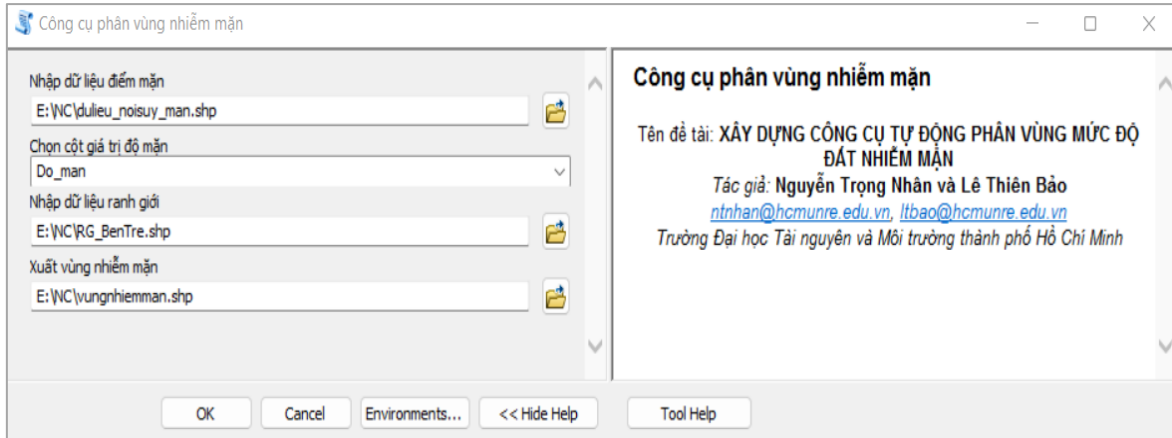 Công cụ phân vùng nhiễm mặn
Nhập dữ liệu điểm mặn
E:\NC\dulieu_noisuy_man.shp
Chọn cột giá trị độ mặn
Do_man
Nhập dữ liệu ranh giới
E:\NC\RG_BenTre.shp
Xuất vùng nhiễm mặn
E:\NC\vungnhiemman.shp
Công cụ phân vùng nhiễm mặn
Tên đề tài: XÂY DỰNG CÔNG CỤ TỰ ĐỘNG PHÂN VÙNG MỨC ĐỘ
ĐẤT NHIỄM MẶN
Tác giả: Nguyễn Trọng Nhân và Lê Thiên Bảo
ntnhan@hcmunre.edu.vn, ltbao@hcmunre.edu.vn
Trường Đại học Tài nguyên và Môi trường thành phố Hồ Chí Minh
OK Cancel Environments... << Hide Help Tool Help